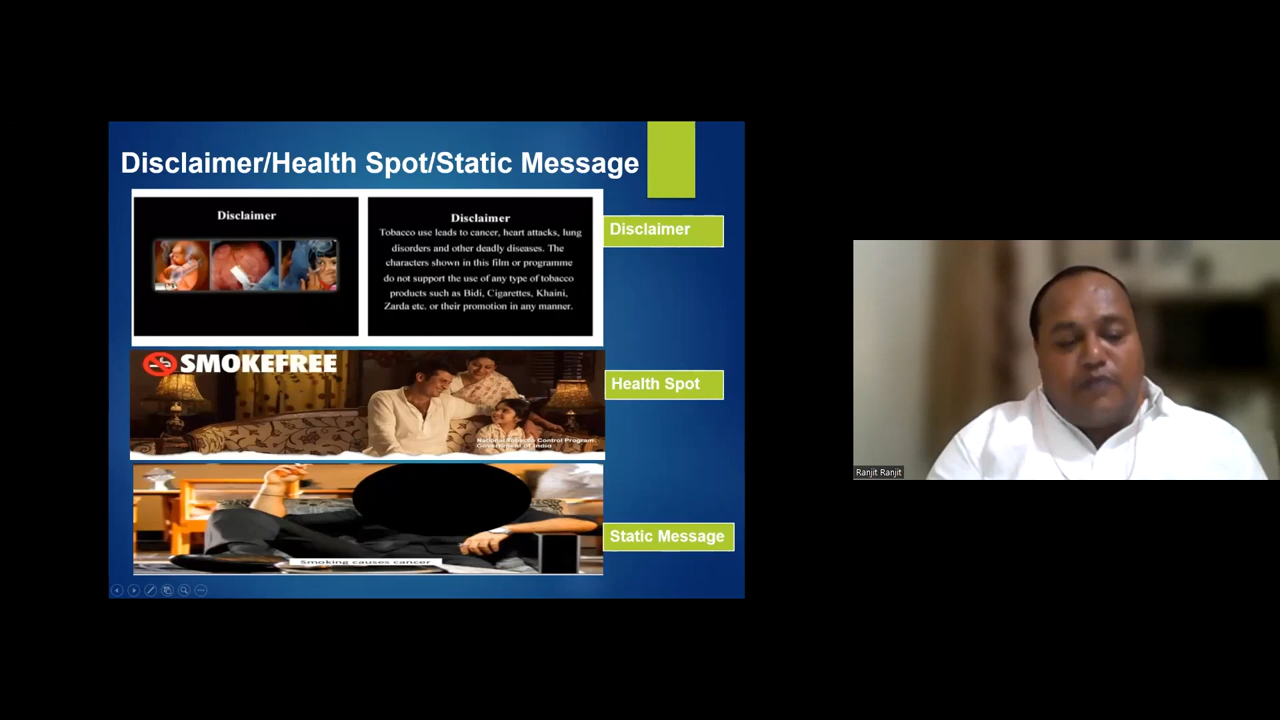 Disclaimer/Health Spot/Static Message
Disclaimer
Disclaimer
Tobacco use leads to cancer, heart attacks, lung
disorders and other deadly diseases. The
characters shown in this film or programme
do not support the use of any type of tobacco
products such as Bidi, Cigarettes, Khaini,
Zarda etc. or their promotion in any manner.
Disclaimer
SMOKEFREE
National Tobacco Control Program
Government of India
Health Spot
Smoking causes cancer
Static Message
Ranjit Ranjit